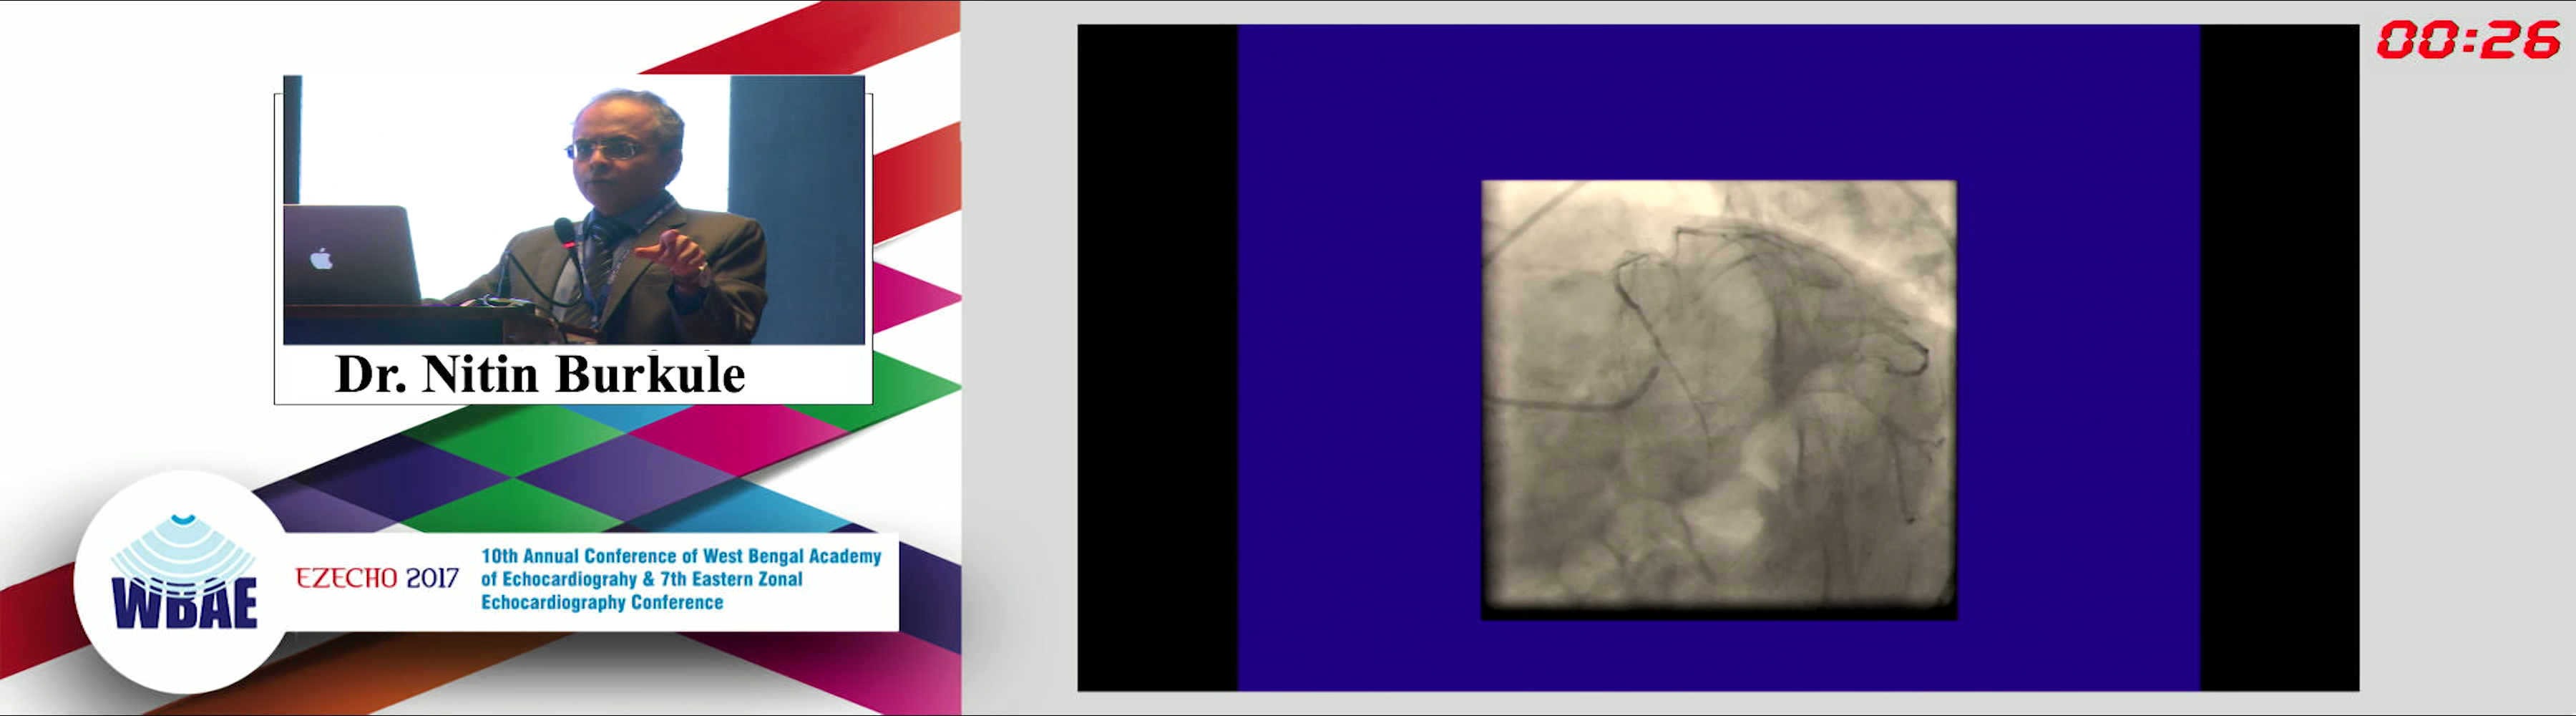 00:26
Dr. Nitin Burkule
WBAE
EZECHO 2017
10th Annual Conference of West Bengal Academy
of Echocardiograhy & 7th Eastern Zonal
Echocardiography Conference